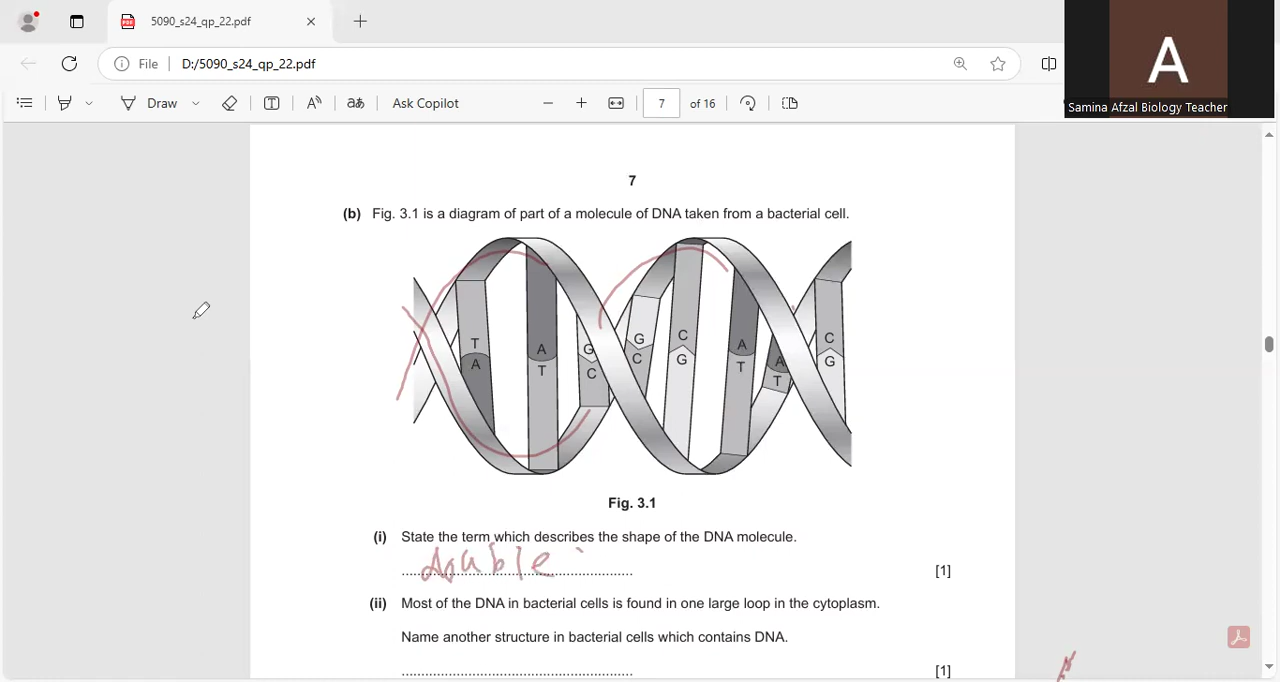 5090_s24_qp_22.pdf
File D:/5090_s24_qp_22.pdf
Draw
Ask Copilot
7 of 16
A
Samina Afzal Biology Teacher
7
(b) Fig. 3.1 is a diagram of part of a molecule of DNA taken from a bacterial cell.
T A G G C A A C
A T C C G T T G
Fig. 3.1
(i) State the term which describes the shape of the DNA molecule.
double
[1]
(ii) Most of the DNA in bacterial cells is found in one large loop in the cytoplasm.
Name another structure in bacterial cells which contains DNA.
[1]